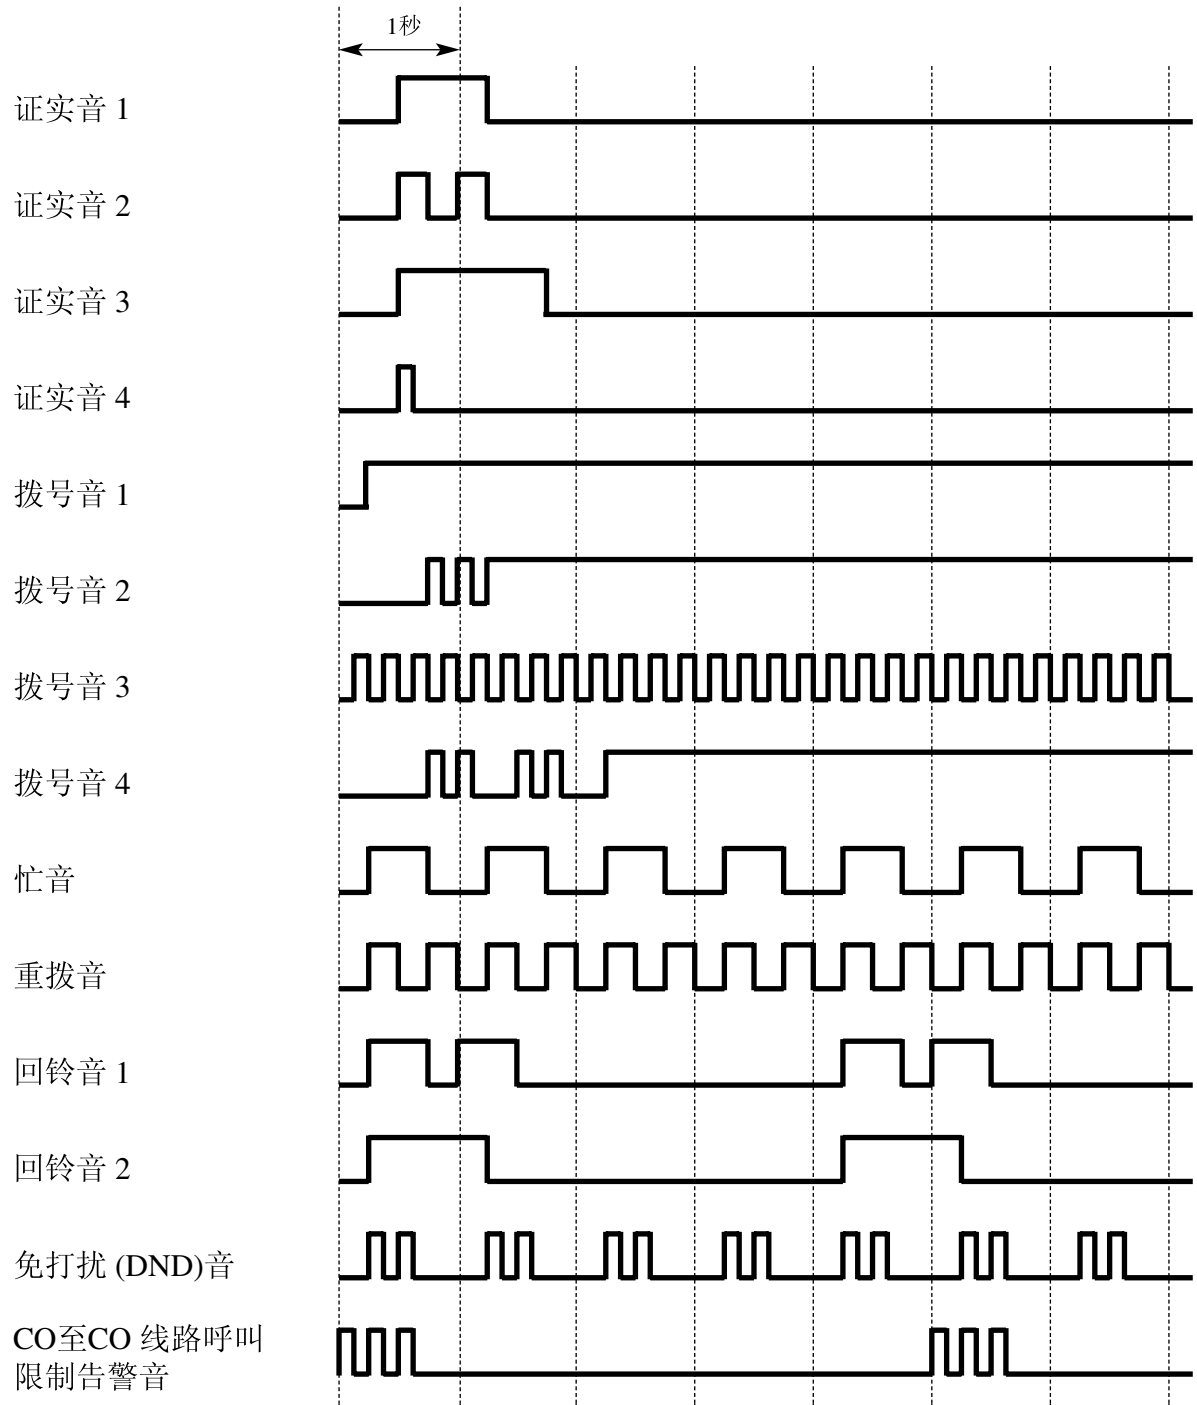 1秒
证实音 1
证实音 2
证实音 3
证实音 4
拨号音 1
拨号音 2
拨号音 3
拨号音 4
忙音
重拨音
回铃音 1
回铃音 2
免打扰 (DND)音
CO至CO 线路呼叫
限制告警音